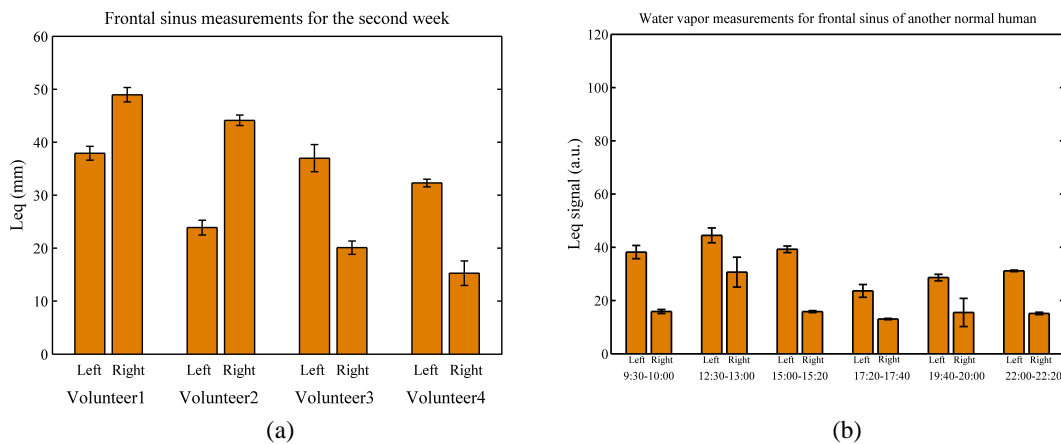 Frontal sinus measurements for the second week
60
50
40
30
20
10
0
Leq (mm)
Left Right Left Right Left Right Left Right
Volunteer1 Volunteer2 Volunteer3 Volunteer4
(a)
Water vapor measurements for frontal sinus of another normal human
120
100
80
60
40
20
0
Leq signal (a.u.)
Left Right Left Right Left Right Left Right Left Right Left Right
9:30-10:00 12:30-13:00 15:00-15:20 17:20-17:40 19:40-20:00 22:00-22:20
(b)